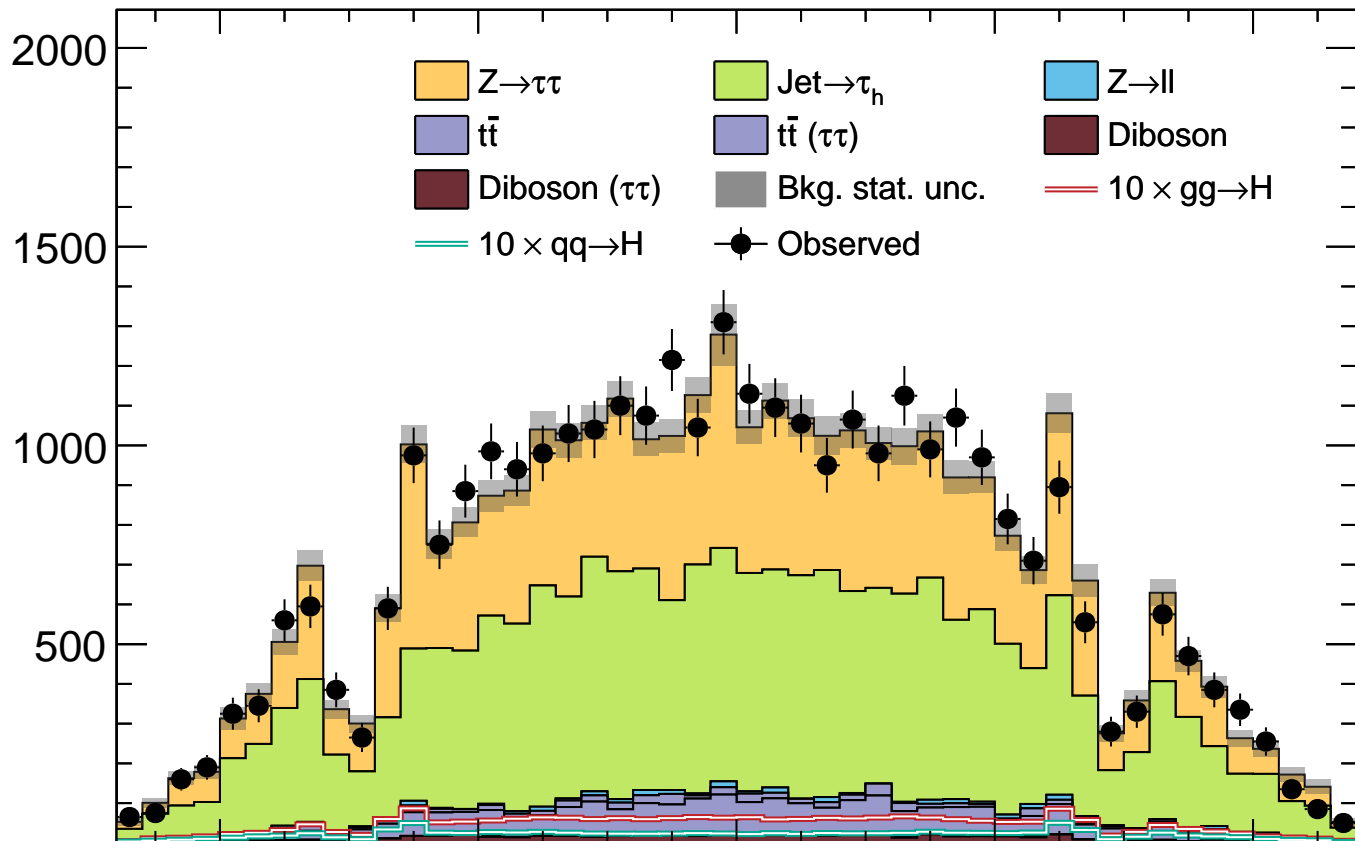 2000
Z→ττ Jet→τh Z→ll
tt̄ tt̄ (ττ) Diboson
Diboson (ττ) Bkg. stat. unc. 10 × gg→H
1500
10 × qq→H Observed
1000
500